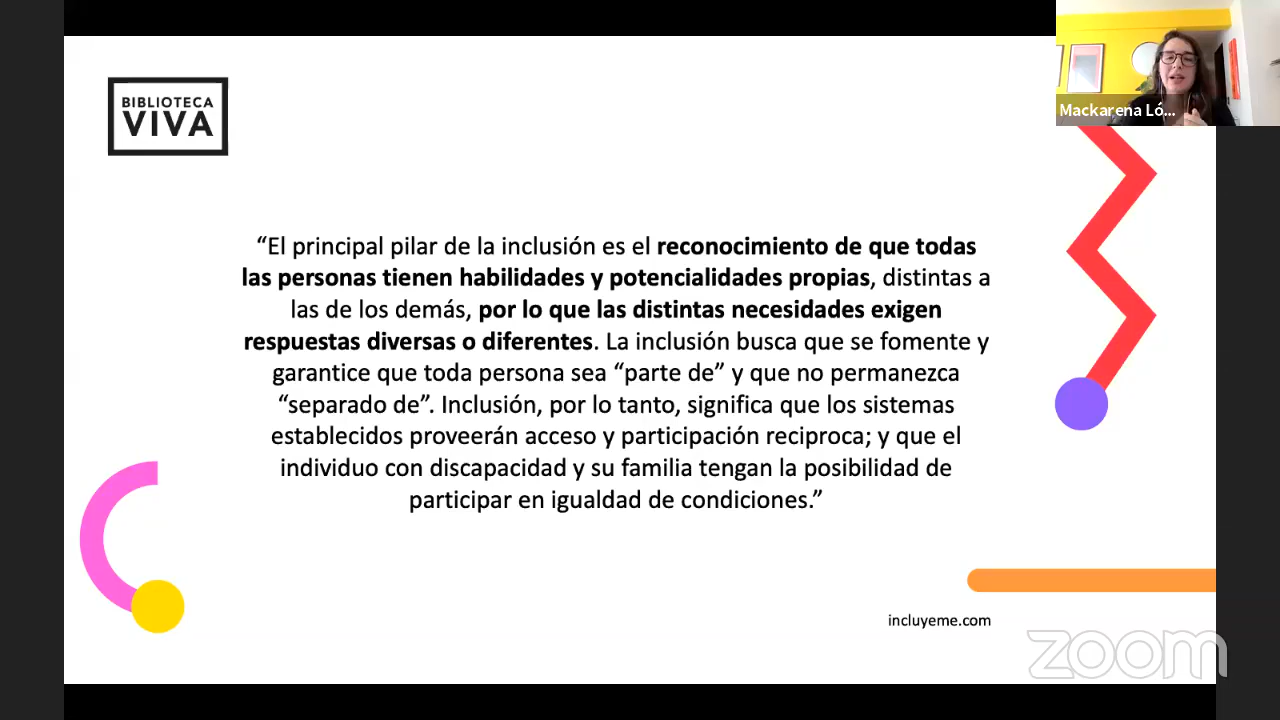 BIBLIOTECA
VIVA
Mackarena Ló...
“El principal pilar de la inclusión es el reconocimiento de que todas
las personas tienen habilidades y potencialidades propias, distintas a
las de los demás, por lo que las distintas necesidades exigen
respuestas diversas o diferentes. La inclusión busca que se fomente y
garantice que toda persona sea “parte de” y que no permanezca
“separado de”. Inclusión, por lo tanto, significa que los sistemas
establecidos proveerán acceso y participación reciproca; y que el
individuo con discapacidad y su familia tengan la posibilidad de
participar en igualdad de condiciones.”
incluyeme.com
zoom